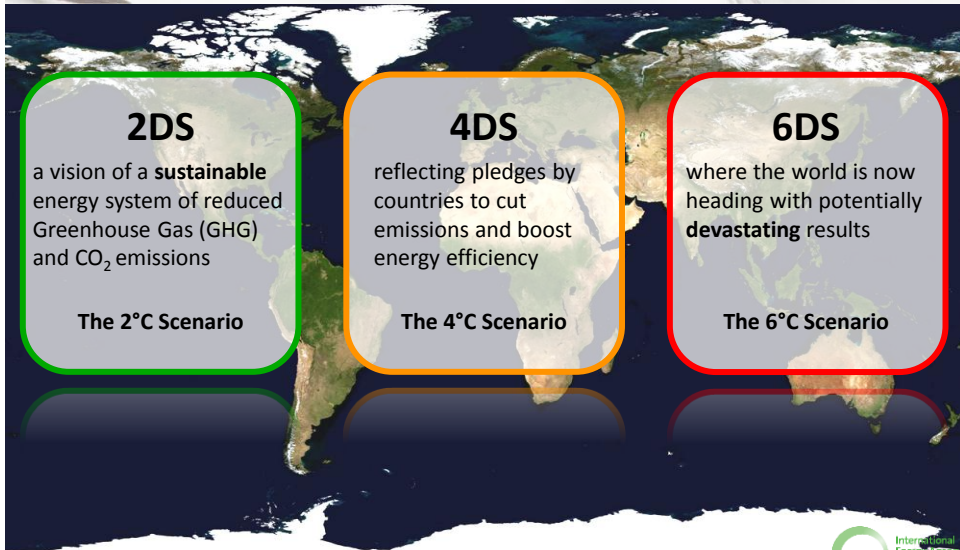 2DS
a vision of a sustainable
energy system of reduced
Greenhouse Gas (GHG)
and CO₂ emissions
The 2°C Scenario
4DS
reflecting pledges by
countries to cut
emissions and boost
energy efficiency
The 4°C Scenario
6DS
where the world is now
heading with potentially
devastating results
The 6°C Scenario
International